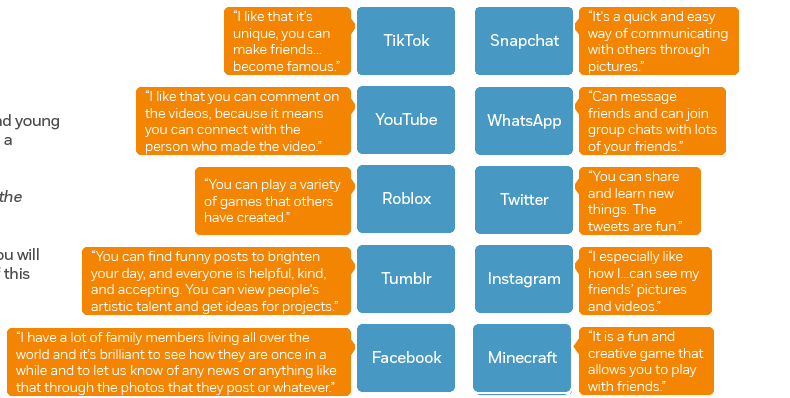 nd young
a
the
ou will
this
“I like that it’s
unique, you can
make friends...
become famous.”
TikTok
Snapchat
“It’s a quick and easy
way of communicating
with others through
pictures.”
“I like that you can comment on
the videos, because it means
you can connect with the
person who made the video.”
YouTube
WhatsApp
“Can message
friends and can join
group chats with lots
of your friends.”
“You can play a variety
of games that others
have created.”
Roblox
Twitter
“You can share
and learn new
things. The
tweets are fun.”
“You can find funny posts to brighten
your day, and everyone is helpful, kind,
and accepting. You can view people’s
artistic talent and get ideas for projects.”
Tumblr
Instagram
“I especially like
how I...can see my
friends’ pictures
and videos.”
“I have a lot of family members living all over the
world and it’s brilliant to see how they are once in a
while and to let us know of any news or anything like
that through the photos that they post or whatever.”
Facebook
Minecraft
“It is a fun and
creative game that
allows you to play
with friends.”